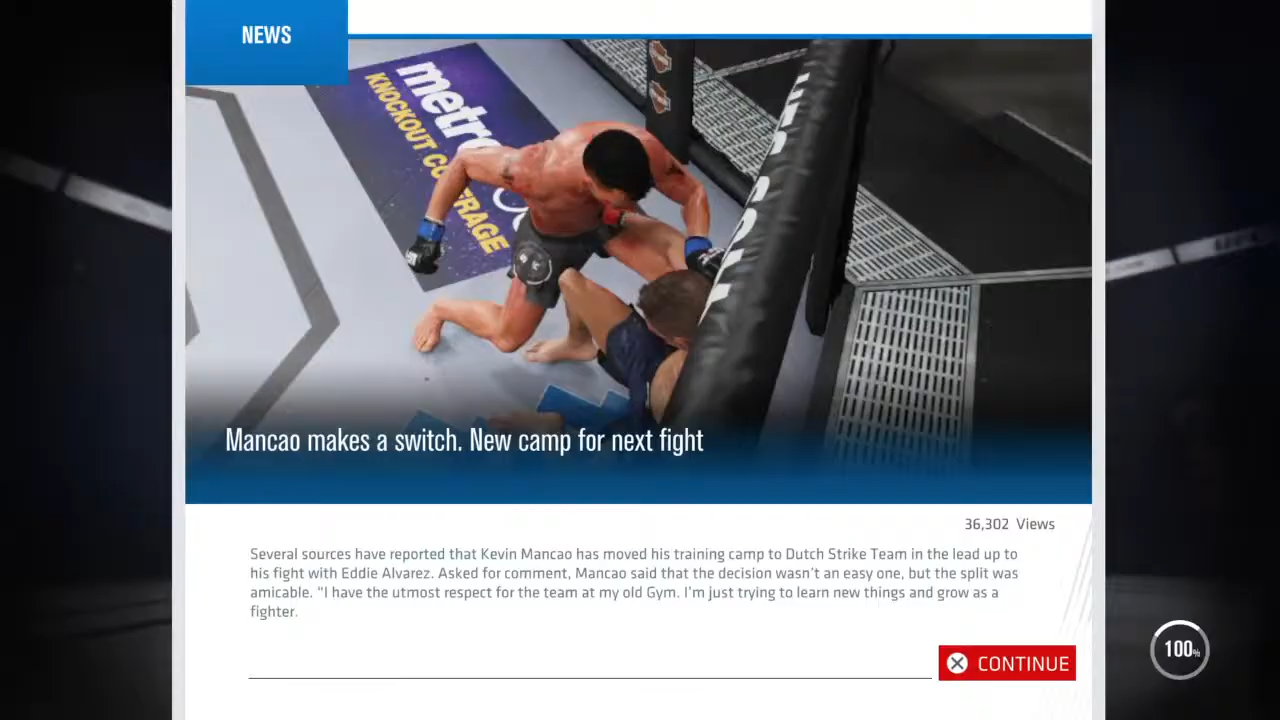 NEWS
metro
KNOCKOUT CO ERAGE
Mancao makes a switch. New camp for next fight
36,302 Views
Several sources have reported that Kevin Mancao has moved his training camp to Dutch Strike Team in the lead up to
his fight with Eddie Alvarez. Asked for comment, Mancao said that the decision wasn't an easy one, but the split was
amicable. "I have the utmost respect for the team at my old Gym. I'm just trying to learn new things and grow as a
fighter.
CONTINUE
100%